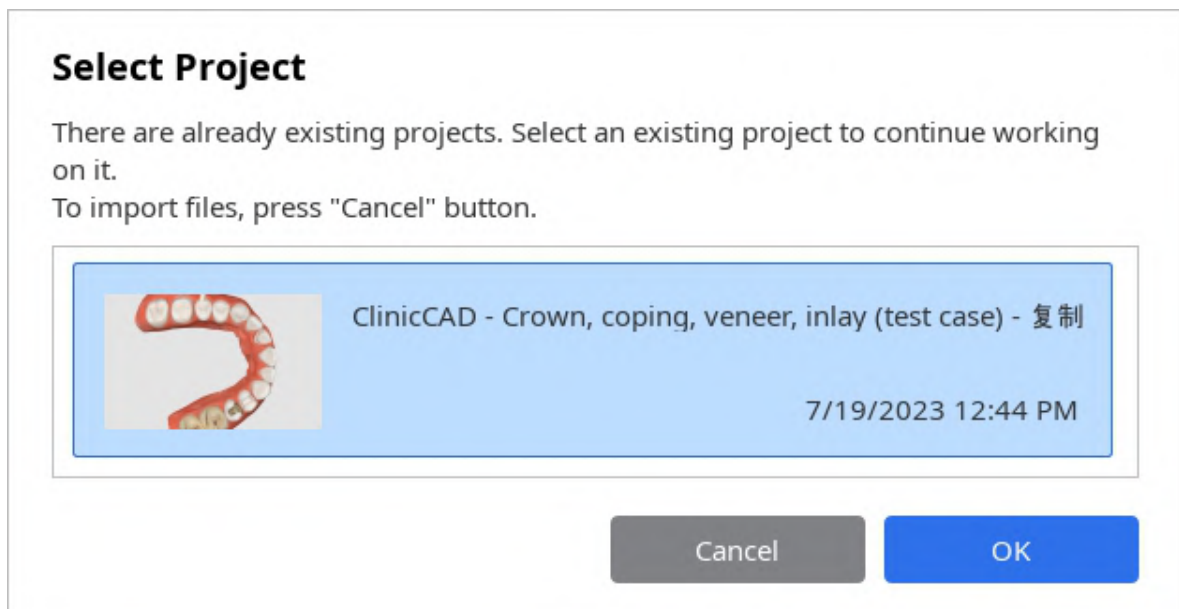 Select Project
There are already existing projects. Select an existing project to continue working
on it.
To import files, press "Cancel" button.
ClinicCAD - Crown, coping, veneer, inlay (test case) - 复制
7/19/2023 12:44 PM
Cancel
OK